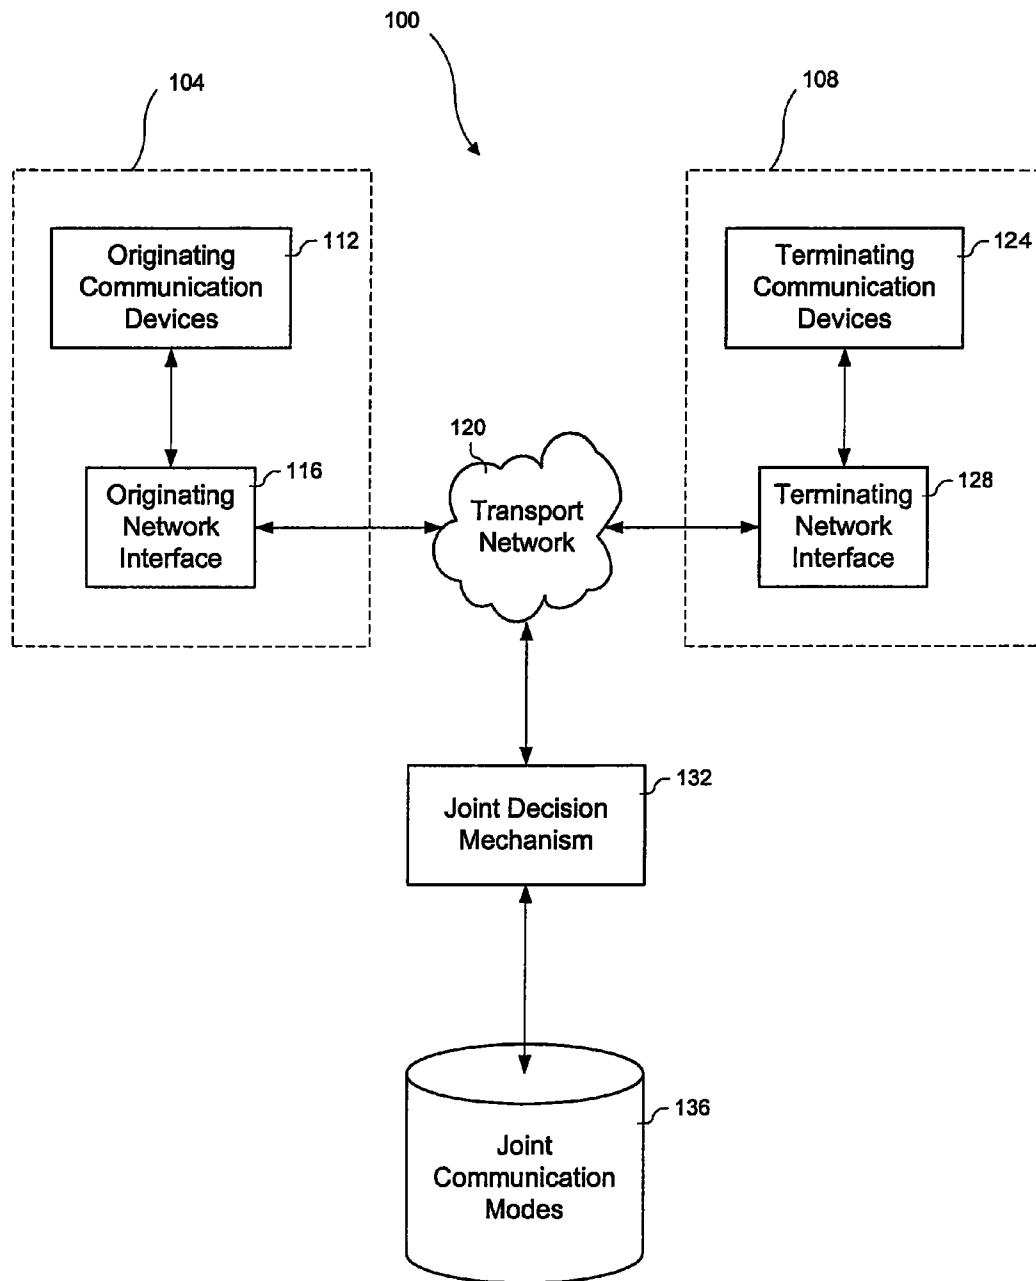 100
104
108
Originating
Communication
Devices
112
Terminating
Communication
Devices
124
120
Originating
Network
Interface
116
Transport
Network
Terminating
Network
Interface
128
Joint Decision
Mechanism
132
Joint
Communication
Modes
136